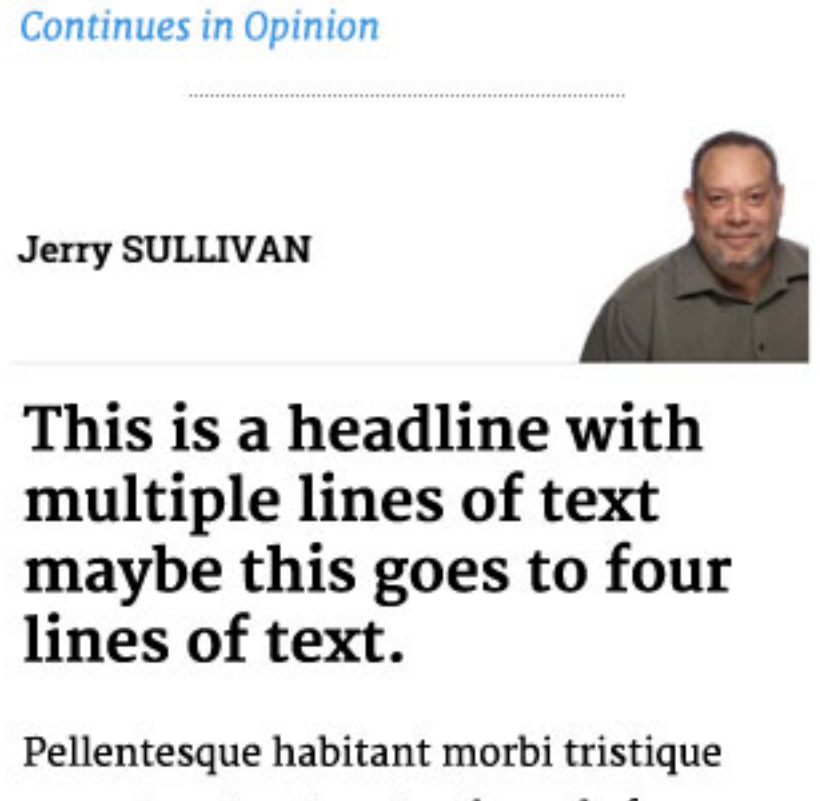 Continues in Opinion
Jerry SULLIVAN
This is a headline with
multiple lines of text
maybe this goes to four
lines of text.
Pellentesque habitant morbi tristique